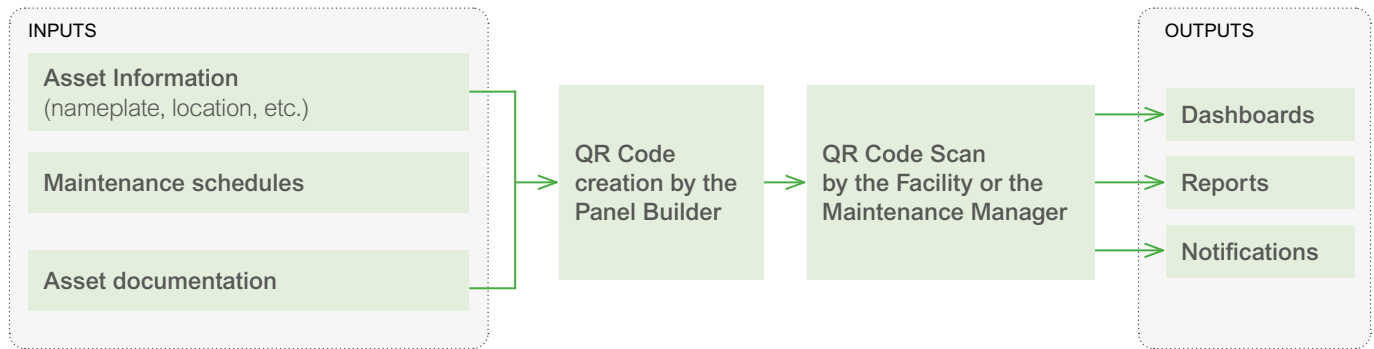 INPUTS
Asset Information
(nameplate, location, etc.)
Maintenance schedules
Asset documentation
QR Code
creation by the
Panel Builder
QR Code Scan
by the Facility or the
Maintenance Manager
OUTPUTS
Dashboards
Reports
Notifications